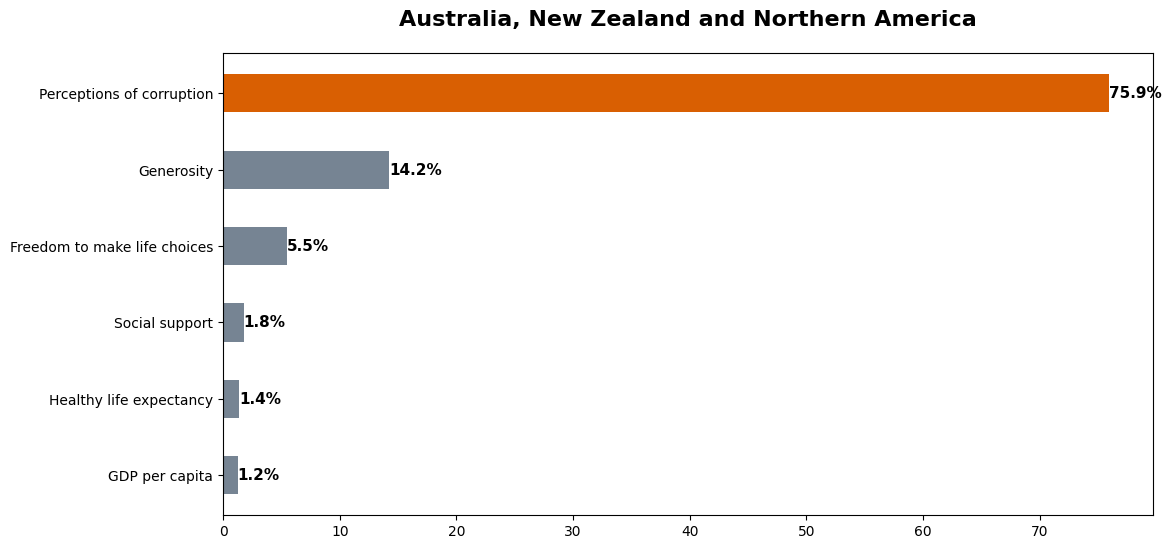 Australia, New Zealand and Northern America
Perceptions of corruption 75.9%
Generosity 14.2%
Freedom to make life choices 5.5%
Social support 1.8%
Healthy life expectancy 1.4%
GDP per capita 1.2%
0 10 20 30 40 50 60 70